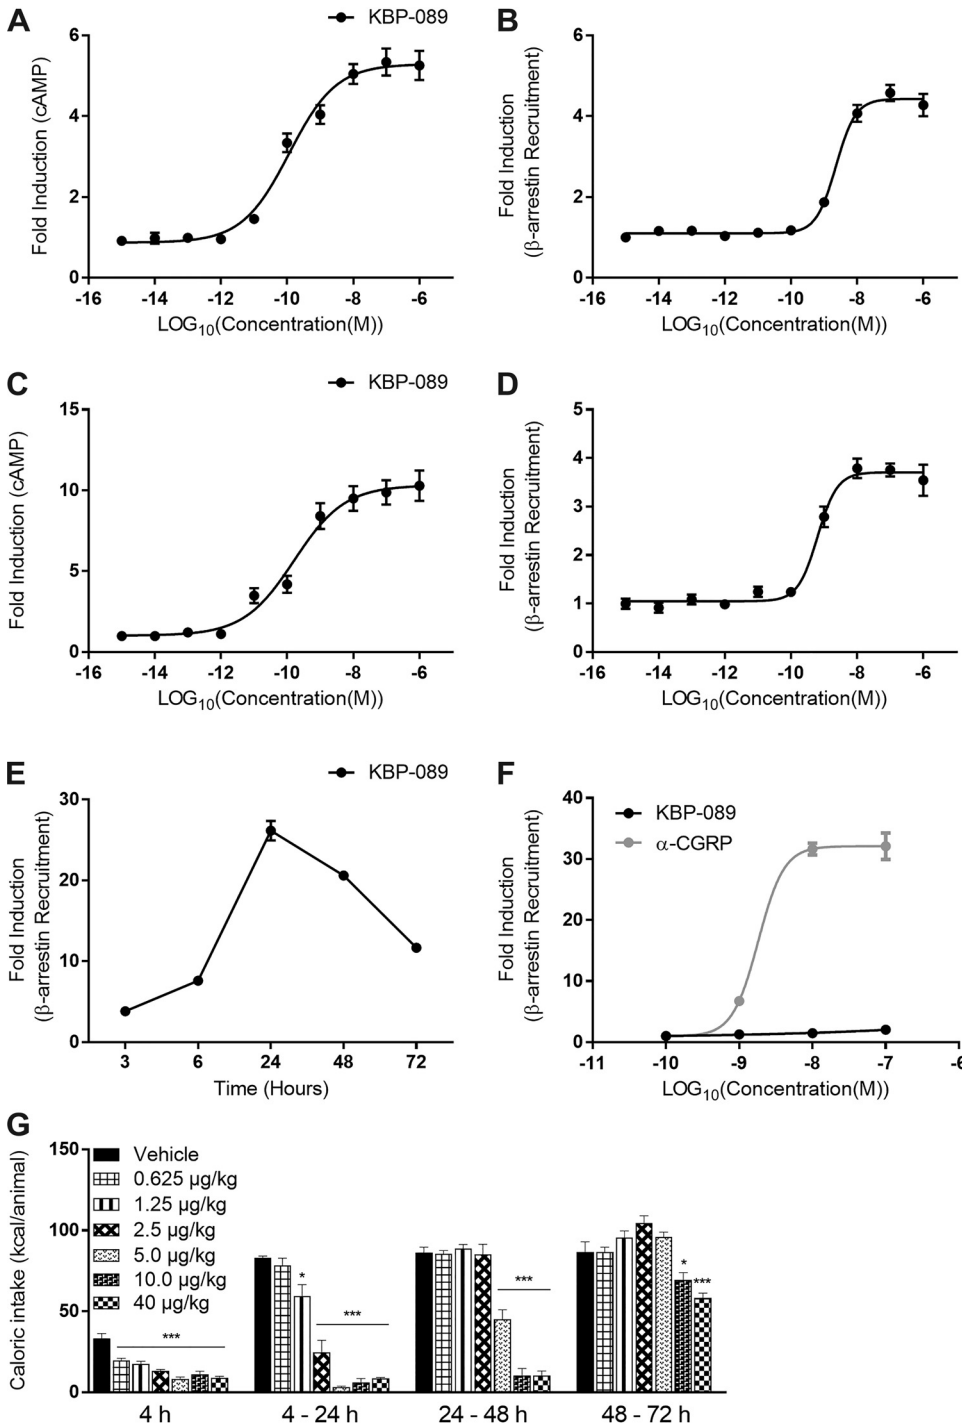 A
KBP-089
Fold Induction (cAMP)
6
4
2
0
-16 -14 -12 -10 -8 -6
LOG10(Concentration(M))
B
Fold Induction
(β-arrestin Recruitment)
6
4
2
0
-16 -14 -12 -10 -8 -6
LOG10(Concentration(M))
C
KBP-089
Fold Induction (cAMP)
15
10
5
0
-16 -14 -12 -10 -8 -6
LOG10(Concentration(M))
D
Fold Induction
(β-arrestin Recruitment)
5
4
3
2
1
0
-16 -14 -12 -10 -8 -6
LOG10(Concentration(M))
E
KBP-089
Fold Induction
(β-arrestin Recruitment)
30
20
10
0
3 6 24 48 72
Time (Hours)
F
KBP-089
α-CGRP
Fold Induction
(β-arrestin Recruitment)
40
30
20
10
0
-11 -10 -9 -8 -7 -6
LOG10(Concentration(M))
G
Caloric intake (kcal/animal)
150
100
50
0
Vehicle
0.625 µg/kg
1.25 µg/kg
2.5 µg/kg
5.0 µg/kg
10.0 µg/kg
40 µg/kg
***
*
***
***
*
***
4 h 4 - 24 h 24 - 48 h 48 - 72 h